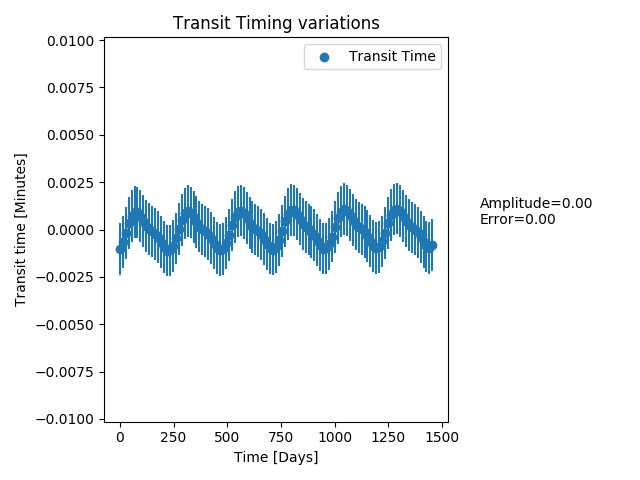 Transit Timing variations
Transit Time
0.0100
0.0075
0.0050
0.0025
0.0000
−0.0025
−0.0050
−0.0075
−0.0100
Transit time [Minutes]
0 250 500 750 1000 1250 1500
Time [Days]
Amplitude=0.00
Error=0.00